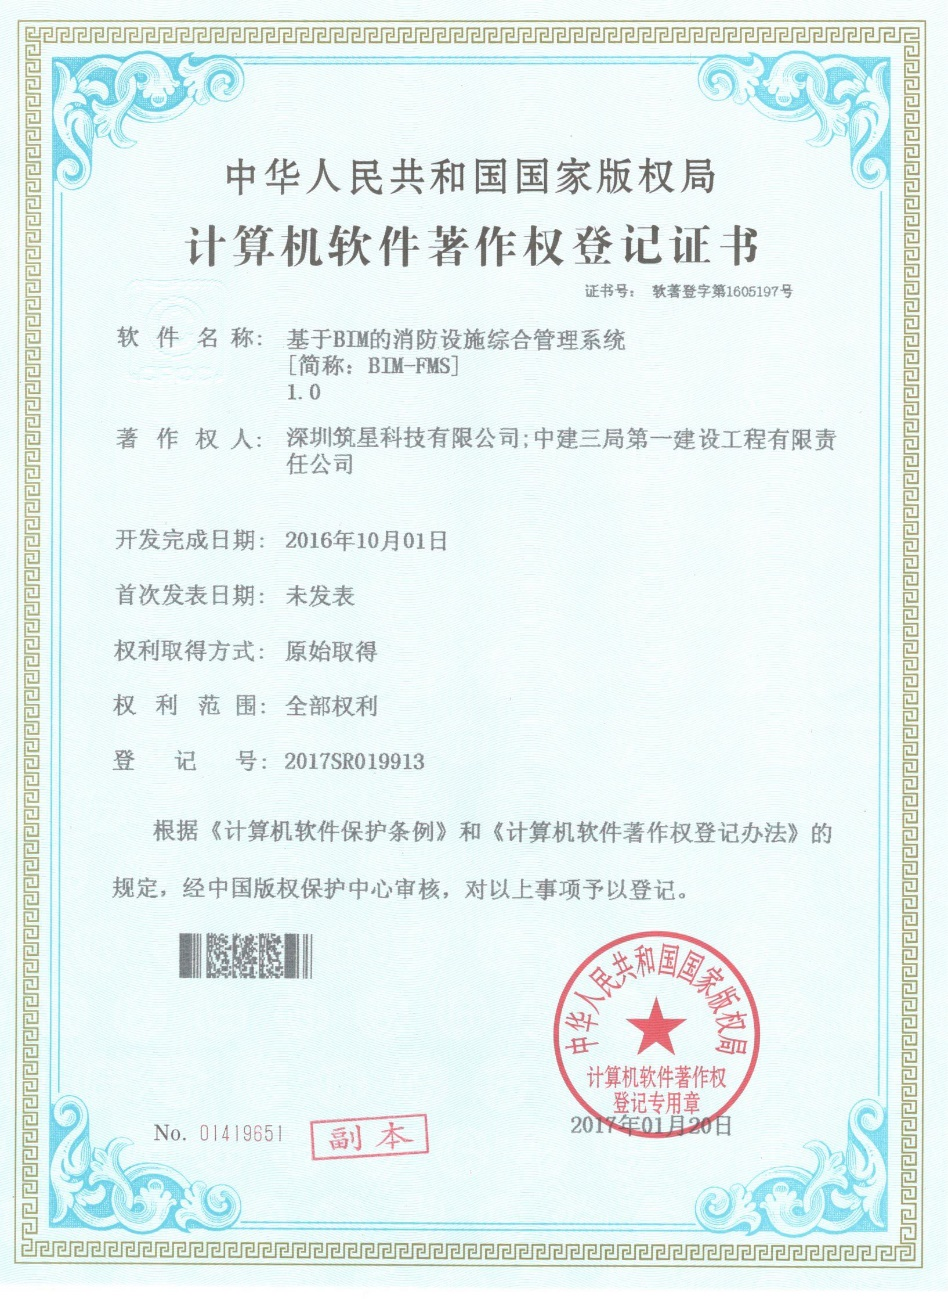 中华人民共和国国家版权局
计算机软件著作权登记证书
证书号： 软著登字第1605197号
软件名称： 基于BIM的消防设施综合管理系统
[简称：BIM-FMS]
1.0
著作权人： 深圳筑星科技有限公司;中建三局第一建设工程有限责
任公司
开发完成日期： 2016年10月01日
首次发表日期： 未发表
权利取得方式： 原始取得
权利范围： 全部权利
登记号： 2017SR019913
根据《计算机软件保护条例》和《计算机软件著作权登记办法》的
规定，经中国版权保护中心审核，对以上事项予以登记。
中华人民共和国国家版权局
计算机软件著作权
登记专用章
2017年01月20日
No. 01419651
副本